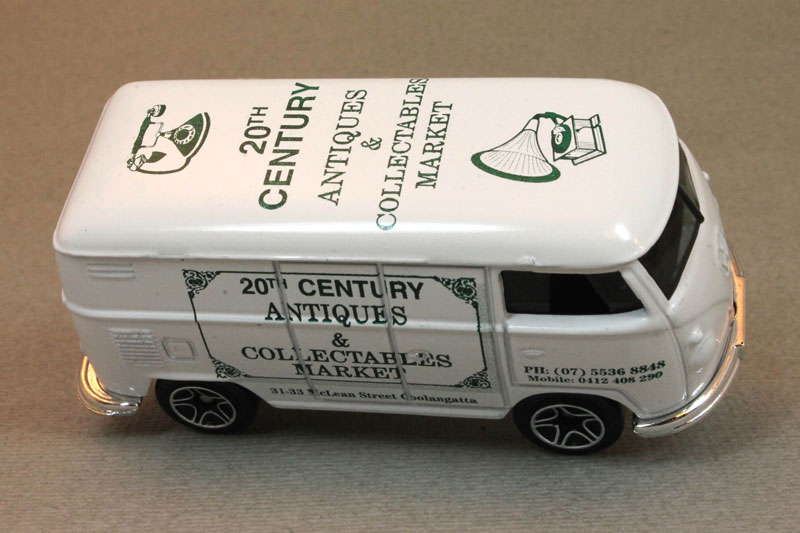 20TH
CENTURY
ANTIQUES
&
COLLECTABLES
MARKET
20TH CENTURY
ANTIQUES
&
COLLECTABLES
MARKET
31-33 McLean Street Coolangatta
PH: (07) 5536 8848
Mobile: 0412 408 290